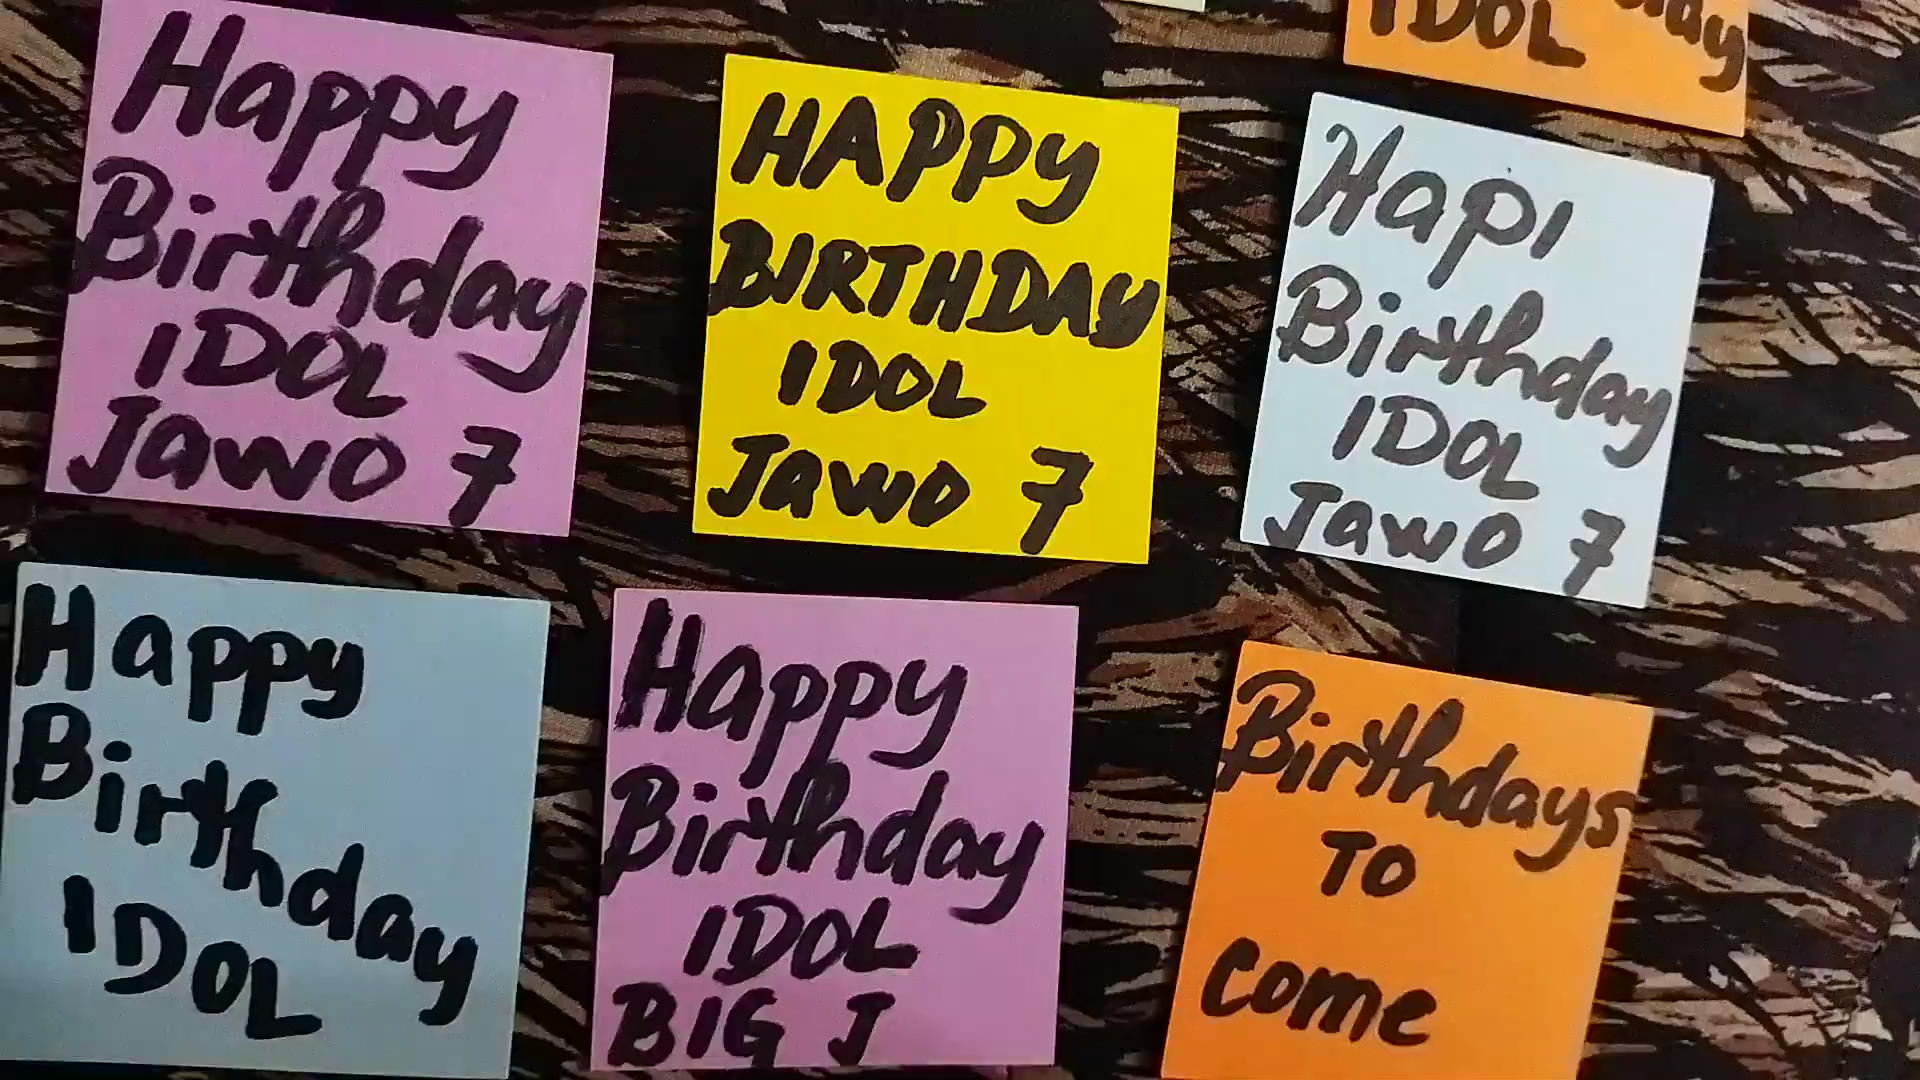 IDOL
Happy
Birthday
IDOL
Jawo 7
HAPPy
BIRTHDAY
IDOL
Jawo 7
Hapi
Birthday
IDOL
Jawo 7
Happy
Birthday
IDOL
Happy
Birthday
IDOL
BIG J
Birthdays
To
Come